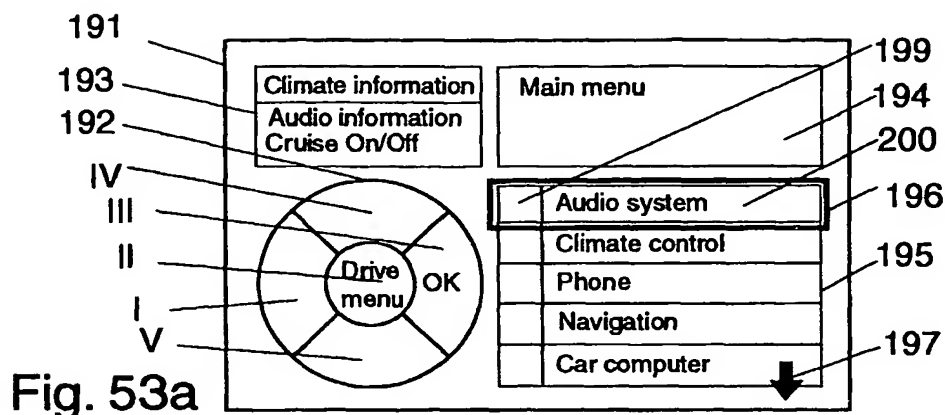 191
193
192
IV
III
II
I
V
Climate information
Audio information
Cruise On/Off
Drive
menu
OK
Main menu
Audio system
Climate control
Phone
Navigation
Car computer
199
194
200
196
195
197
Fig. 53a